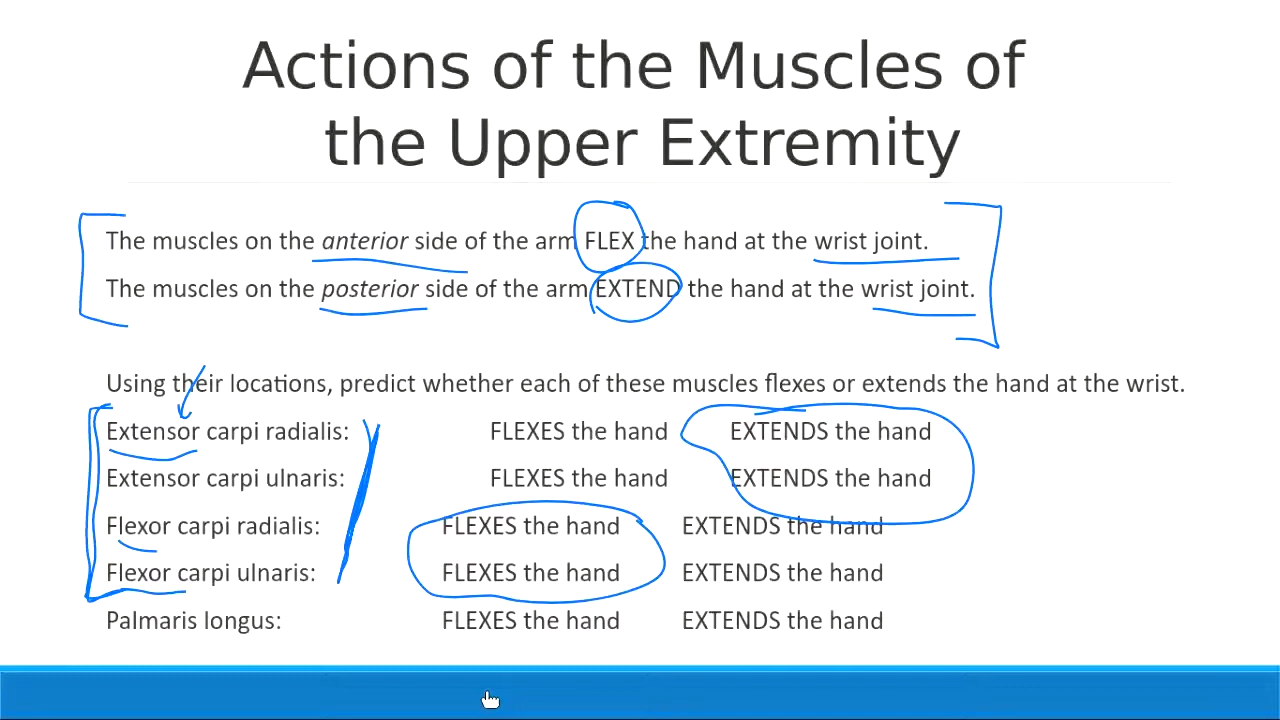 Actions of the Muscles of
the Upper Extremity
The muscles on the anterior side of the arm FLEX the hand at the wrist joint.
The muscles on the posterior side of the arm EXTEND the hand at the wrist joint.
Using their locations, predict whether each of these muscles flexes or extends the hand at the wrist.
Extensor carpi radialis: FLEXES the hand EXTENDS the hand
Extensor carpi ulnaris: FLEXES the hand EXTENDS the hand
Flexor carpi radialis: FLEXES the hand EXTENDS the hand
Flexor carpi ulnaris: FLEXES the hand EXTENDS the hand
Palmaris longus: FLEXES the hand EXTENDS the hand